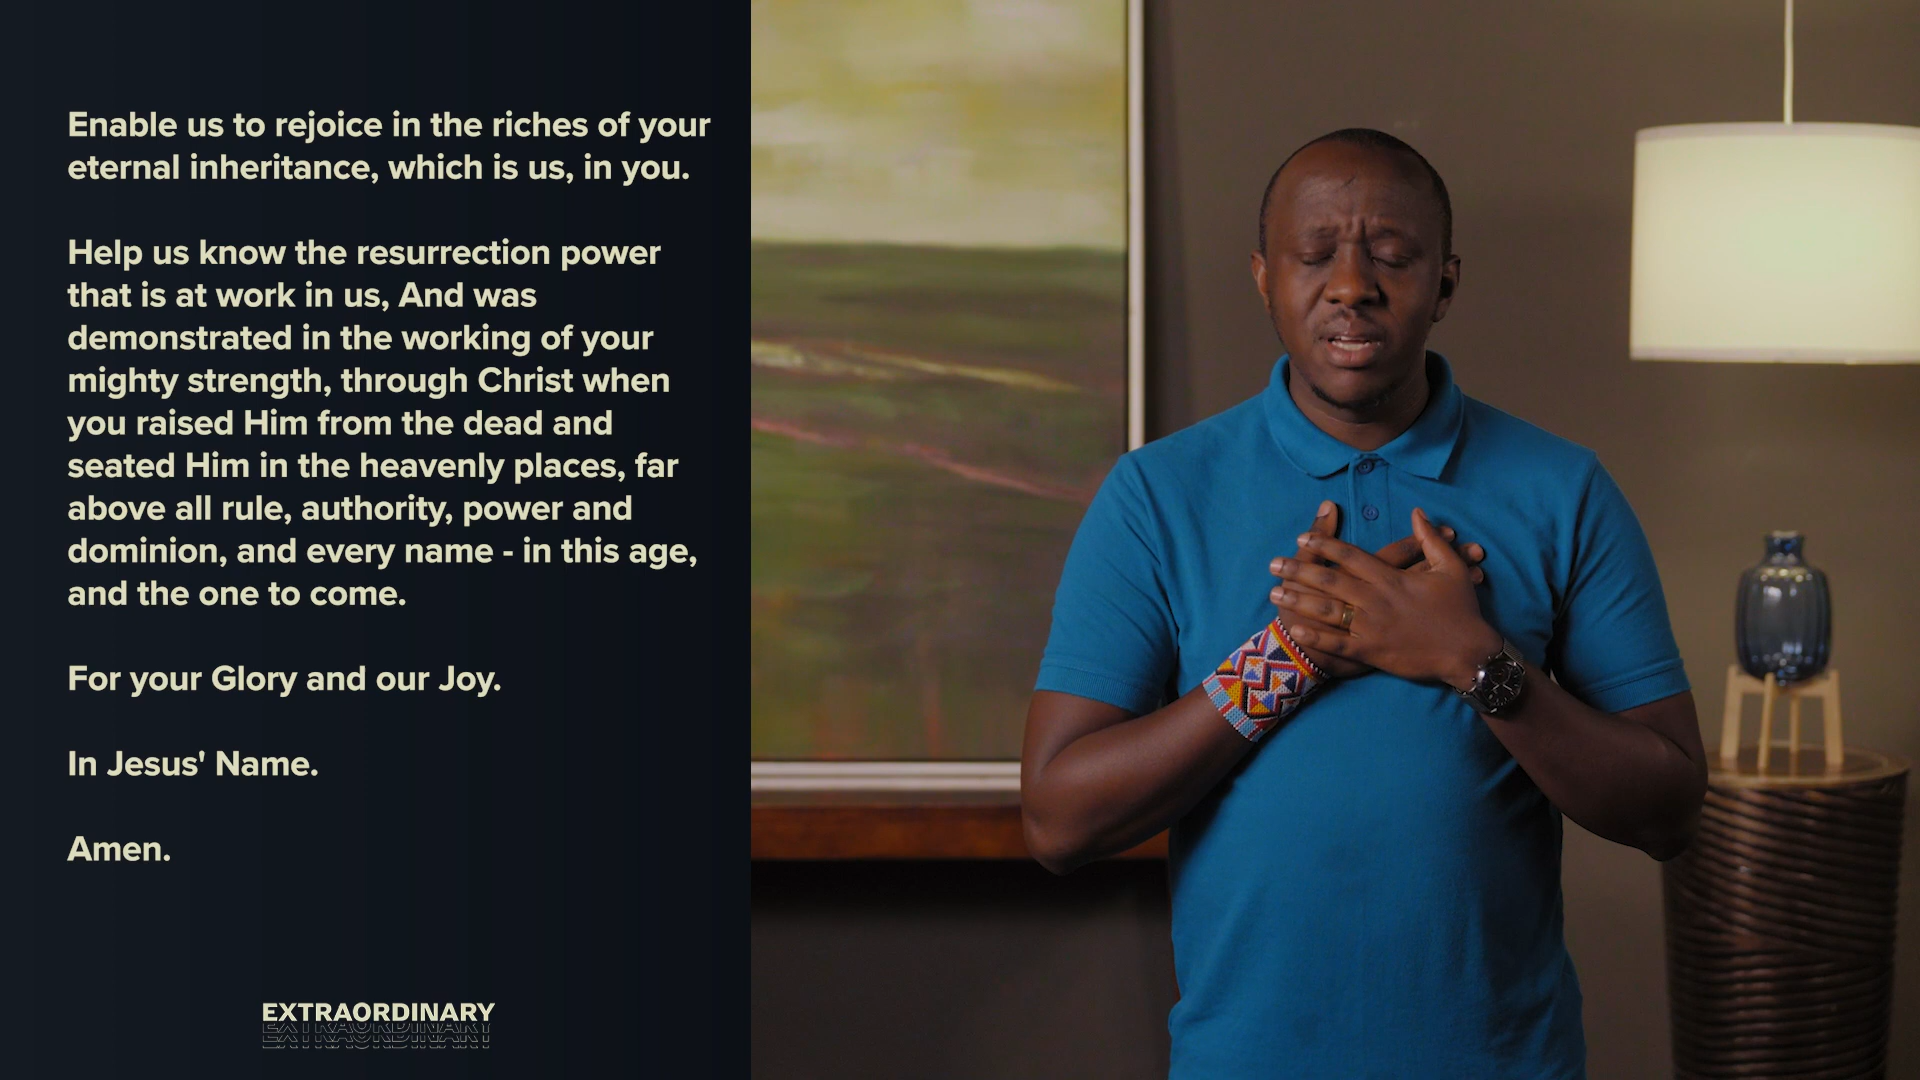 Enable us to rejoice in the riches of your
eternal inheritance, which is us, in you.
Help us know the resurrection power
that is at work in us, And was
demonstrated in the working of your
mighty strength, through Christ when
you raised Him from the dead and
seated Him in the heavenly places, far
above all rule, authority, power and
dominion, and every name - in this age,
and the one to come.
For your Glory and our Joy.
In Jesus' Name.
Amen.
EXTRAORDINARY
EXTRAORDINARY
EXTRAORDINARY